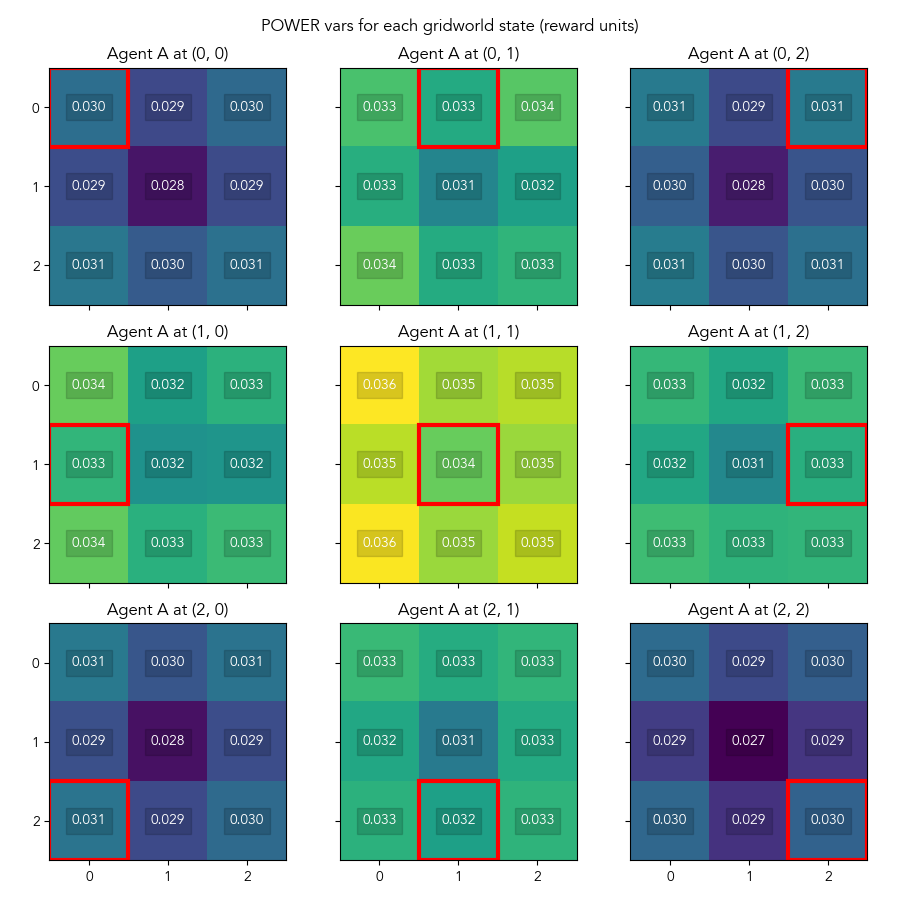 POWER vars for each gridworld state (reward units)
Agent A at (0, 0) Agent A at (0, 1) Agent A at (0, 2)
0 0.030 0.029 0.030 0.033 0.033 0.034 0.031 0.029 0.031
1 0.029 0.028 0.029 0.033 0.031 0.032 0.030 0.028 0.030
2 0.031 0.030 0.031 0.034 0.033 0.033 0.031 0.030 0.031
Agent A at (1, 0) Agent A at (1, 1) Agent A at (1, 2)
0 0.034 0.032 0.033 0.036 0.035 0.035 0.033 0.032 0.033
1 0.033 0.032 0.032 0.035 0.034 0.035 0.032 0.031 0.033
2 0.034 0.033 0.033 0.036 0.035 0.035 0.033 0.033 0.033
Agent A at (2, 0) Agent A at (2, 1) Agent A at (2, 2)
0 0.031 0.030 0.031 0.033 0.033 0.033 0.030 0.029 0.030
1 0.029 0.028 0.029 0.032 0.031 0.033 0.029 0.027 0.029
2 0.031 0.029 0.030 0.033 0.032 0.033 0.030 0.029 0.030
0 1 2 0 1 2 0 1 2